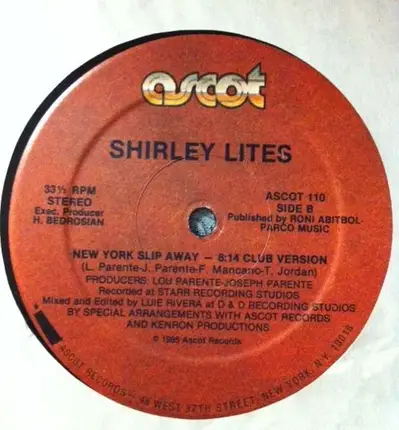 ascot
SHIRLEY LITES
33⅓ RPM
STEREO
Exec. Producer
H. BEDROSIAN
ASCOT 110
SIDE B
Published by RONI ABITBOL-
PARCO MUSIC
NEW YORK SLIP AWAY — 8:14 CLUB VERSION
(L. Parente-J. Parente-F. Mancano-T. Jordan)
PRODUCERS: LOU PARENTE-JOSEPH PARENTE
Recorded at STARR RECORDING STUDIOS
Mixed and Edited by LUIE RIVERA at D & D RECORDING STUDIOS
BY SPECIAL ARRANGEMENTS WITH ASCOT RECORDS
AND KENRON PRODUCTIONS
© 1985 Ascot Records
ASCOT RECORDS 48 WEST 37TH STREET, NEW YORK, N.Y. 10018